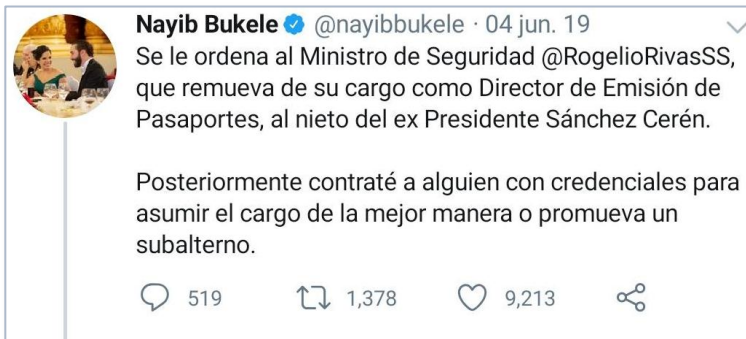 Nayib Bukele @nayibbukele · 04 jun. 19
Se le ordena al Ministro de Seguridad @RogelioRivasSS,
que remueva de su cargo como Director de Emisión de
Pasaportes, al nieto del ex Presidente Sánchez Cerén.
Posteriormente contraté a alguien con credenciales para
asumir el cargo de la mejor manera o promueva un
subalterno.
519 1,378 9,213